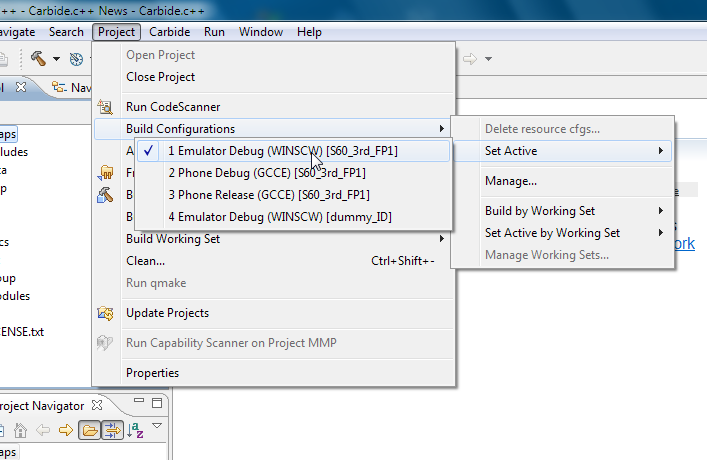 ++ - Carbide.c++ News - Carbide.c++
avigate Search Project Carbide Run Window Help
Open Project
Close Project
Nav
Run CodeScanner
Build Configurations
Delete resource cfgs...
1 Emulator Debug (WINSCW) [S60_3rd_FP1]
Set Active
2 Phone Debug (GCCE) [S60_3rd_FP1]
Manage...
3 Phone Release (GCCE) [S60_3rd_FP1]
4 Emulator Debug (WINSCW) [dummy_ID]
Build by Working Set
Build Working Set
Set Active by Working Set
ork
Clean... Ctrl+Shift+-
Manage Working Sets...
Run qmake
Update Projects
Run Capability Scanner on Project MMP
Properties
aps
ludes
ta
p
cs
oup
odules
ENSE.txt
roject Navigator
aps